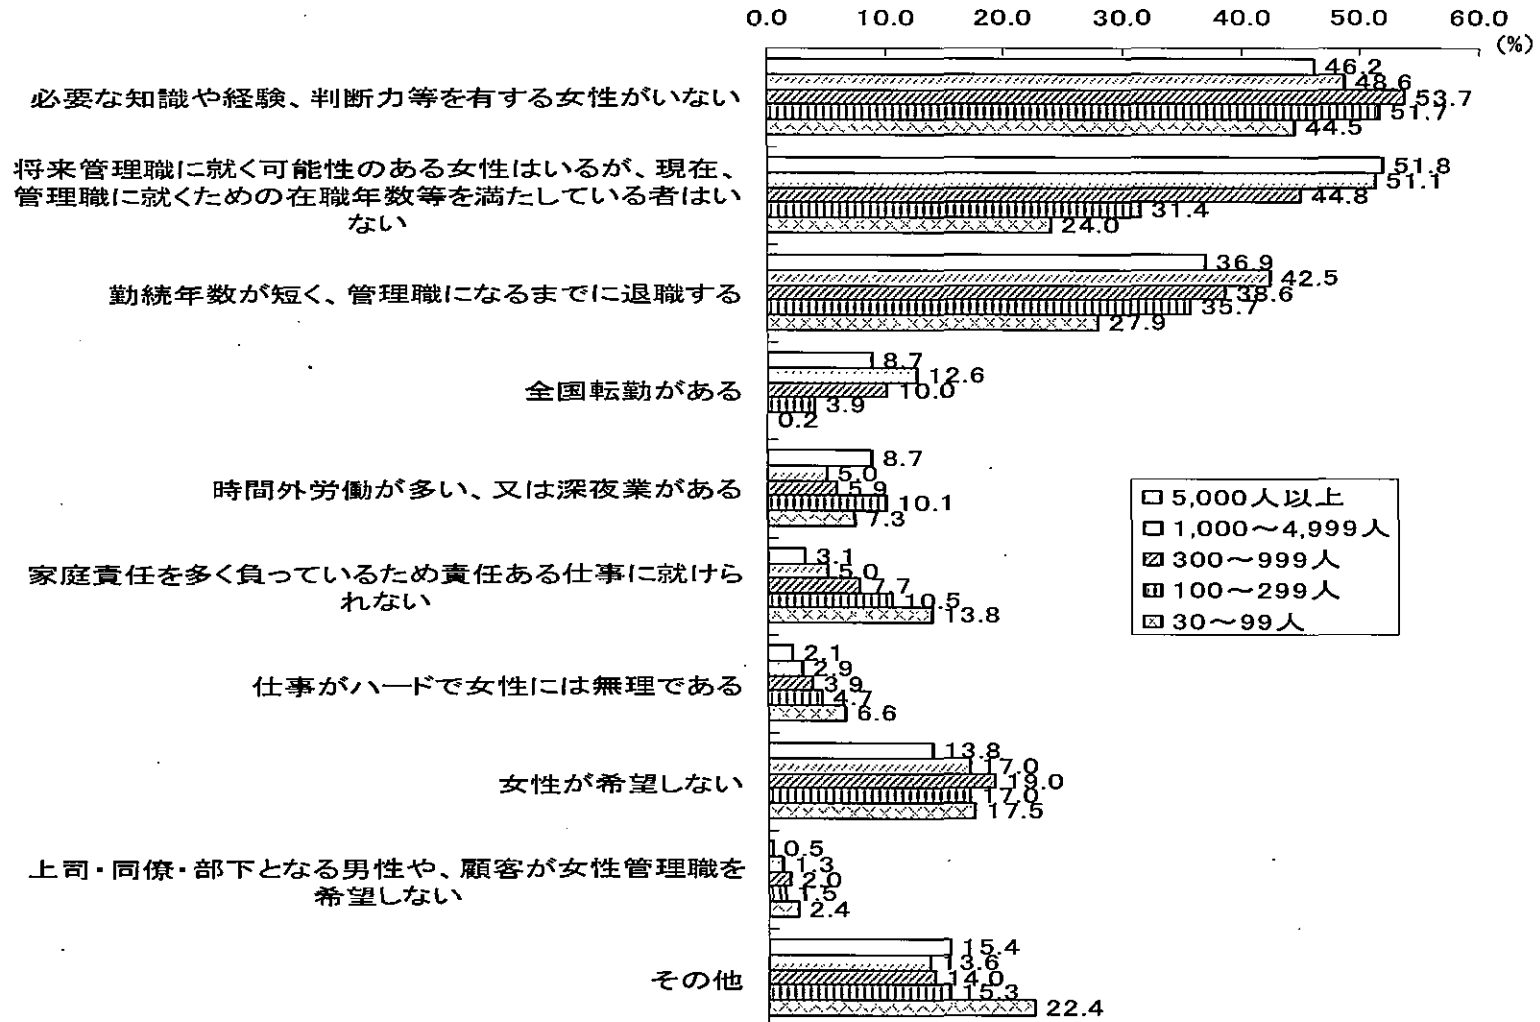 0.0 10.0 20.0 30.0 40.0 50.0 60.0
(%)
必要な知識や経験、判断力等を有する女性がいない
46.2
48.6
53.7
51.7
44.5
将来管理職に就く可能性のある女性はいるが、現在、
管理職に就くための在職年数等を満たしている者はい
ない
51.8
51.1
44.8
31.4
24.0
勤続年数が短く、管理職になるまでに退職する
36.9
42.5
38.6
35.7
27.9
全国転勤がある
8.7
12.6
10.0
3.9
0.2
時間外労働が多い、又は深夜業がある
8.7
5.0
5.9
10.1
7.3
家庭責任を多く負っているため責任ある仕事に就けら
れない
3.1
5.0
7.7
10.5
13.8
仕事がハードで女性には無理である
2.1
2.9
3.9
4.7
6.6
女性が希望しない
13.8
17.0
19.0
17.0
17.5
上司・同僚・部下となる男性や、顧客が女性管理職を
希望しない
0.5
1.3
2.0
1.5
2.4
その他
15.4
13.6
14.0
15.3
22.4
5,000人以上
1,000～4,999人
300～999人
100～299人
30～99人